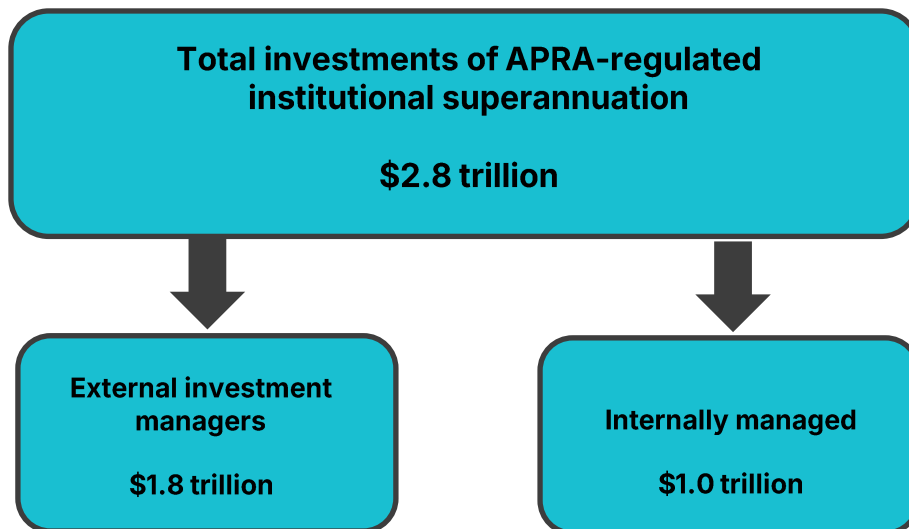 Total investments of APRA-regulated
institutional superannuation
$2.8 trillion
External investment
managers
$1.8 trillion
Internally managed
$1.0 trillion